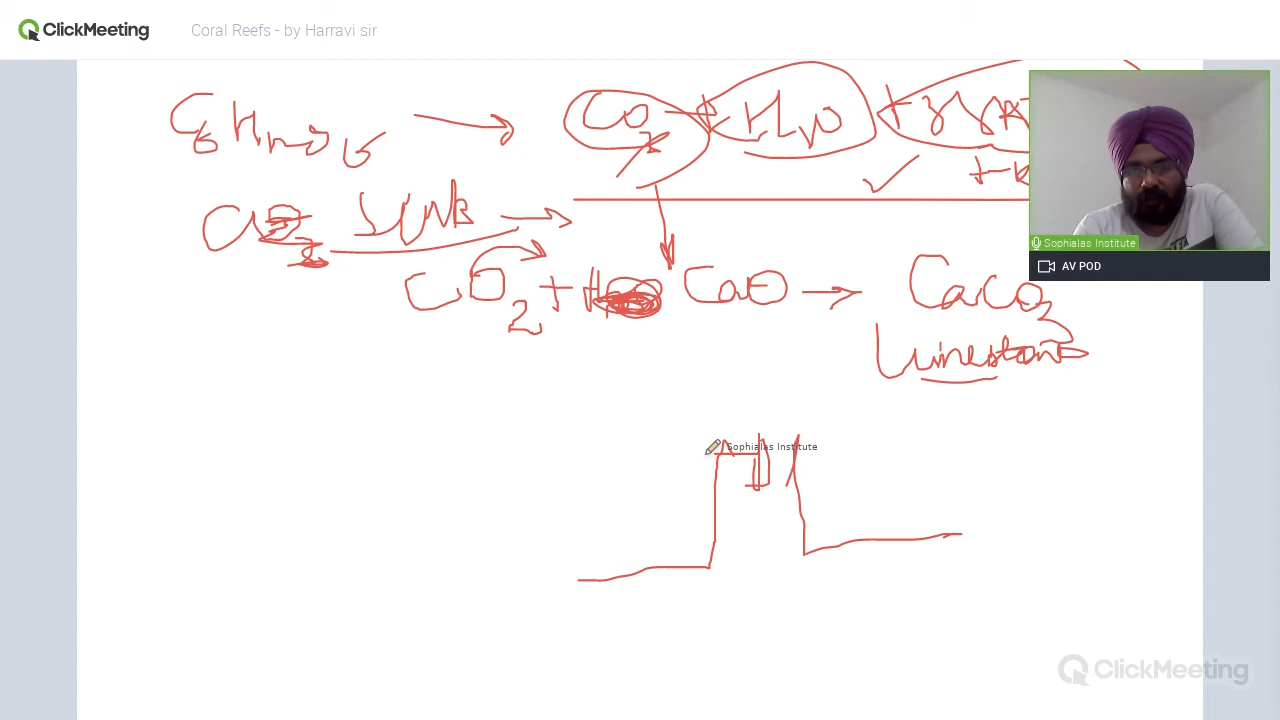 ClickMeeting Coral Reefs - by Harravi sir
C6H12O6 → CO2 + H2O +
CO2 SINK →
CO2 + CaO → CaCO3
Limestone
Sophialas Institute
AV POD
Sophialas Institute
D
ClickMeeting